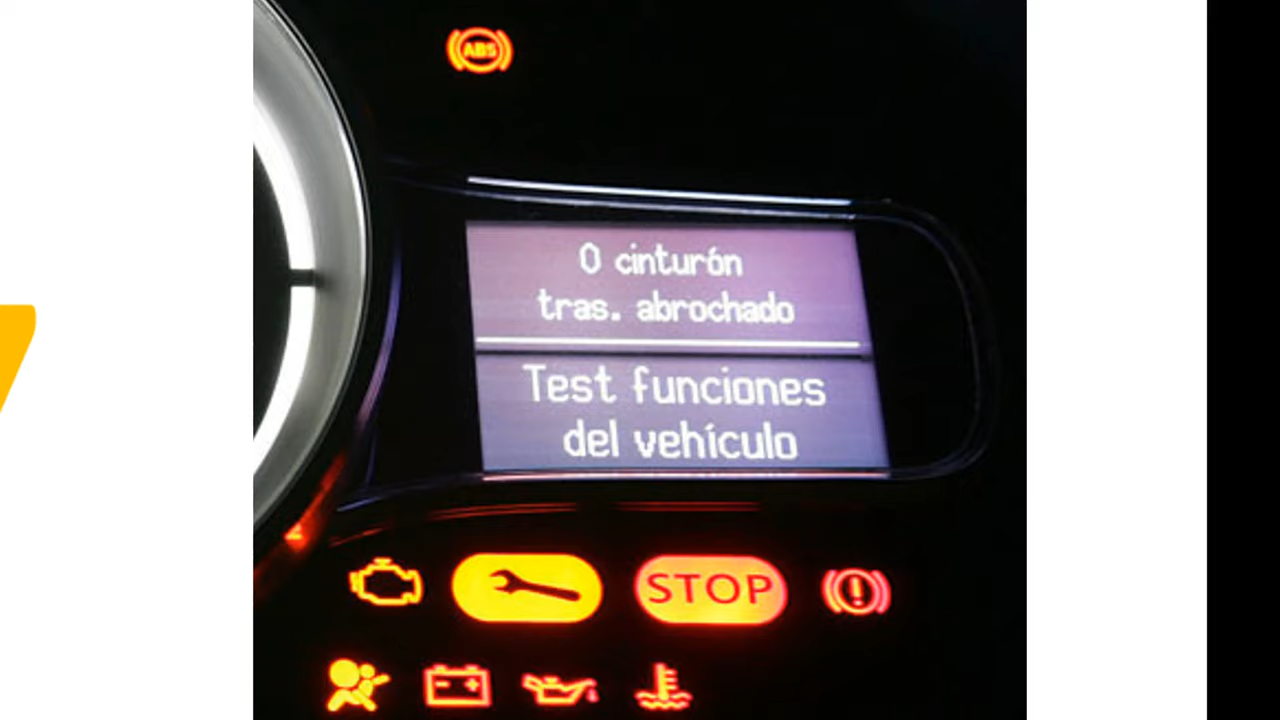 ABS
0 cinturón
tras. abrochado
Test funciones
del vehículo
STOP